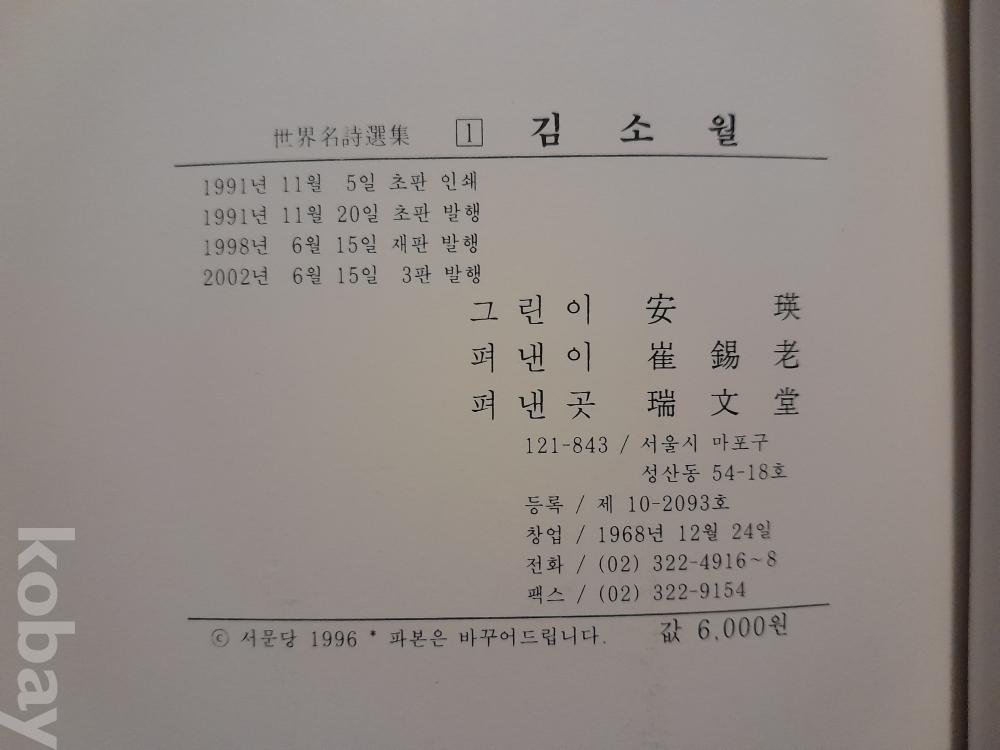 世界名詩選集 1 김 소 월
1991년 11월 5일 초판 인쇄
1991년 11월 20일 초판 발행
1998년 6월 15일 재판 발행
2002년 6월 15일 3판 발행
그 린 이 安 瑛
펴 낸 이 崔 錫 老
펴 낸 곳 瑞 文 堂
121-843 / 서울시 마포구
성산동 54-18호
등록 / 제 10-2093호
창업 / 1968년 12월 24일
전화 / (02) 322-4916~8
팩스 / (02) 322-9154
ⓒ 서문당 1996 * 파본은 바꾸어드립니다. 값 6,000원
kobay